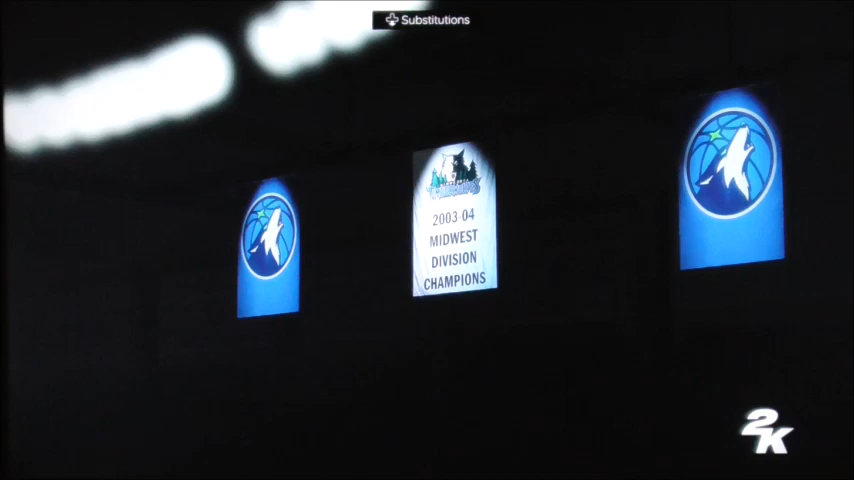 Substitutions
2003-04
MIDWEST
DIVISION
CHAMPIONS
2K